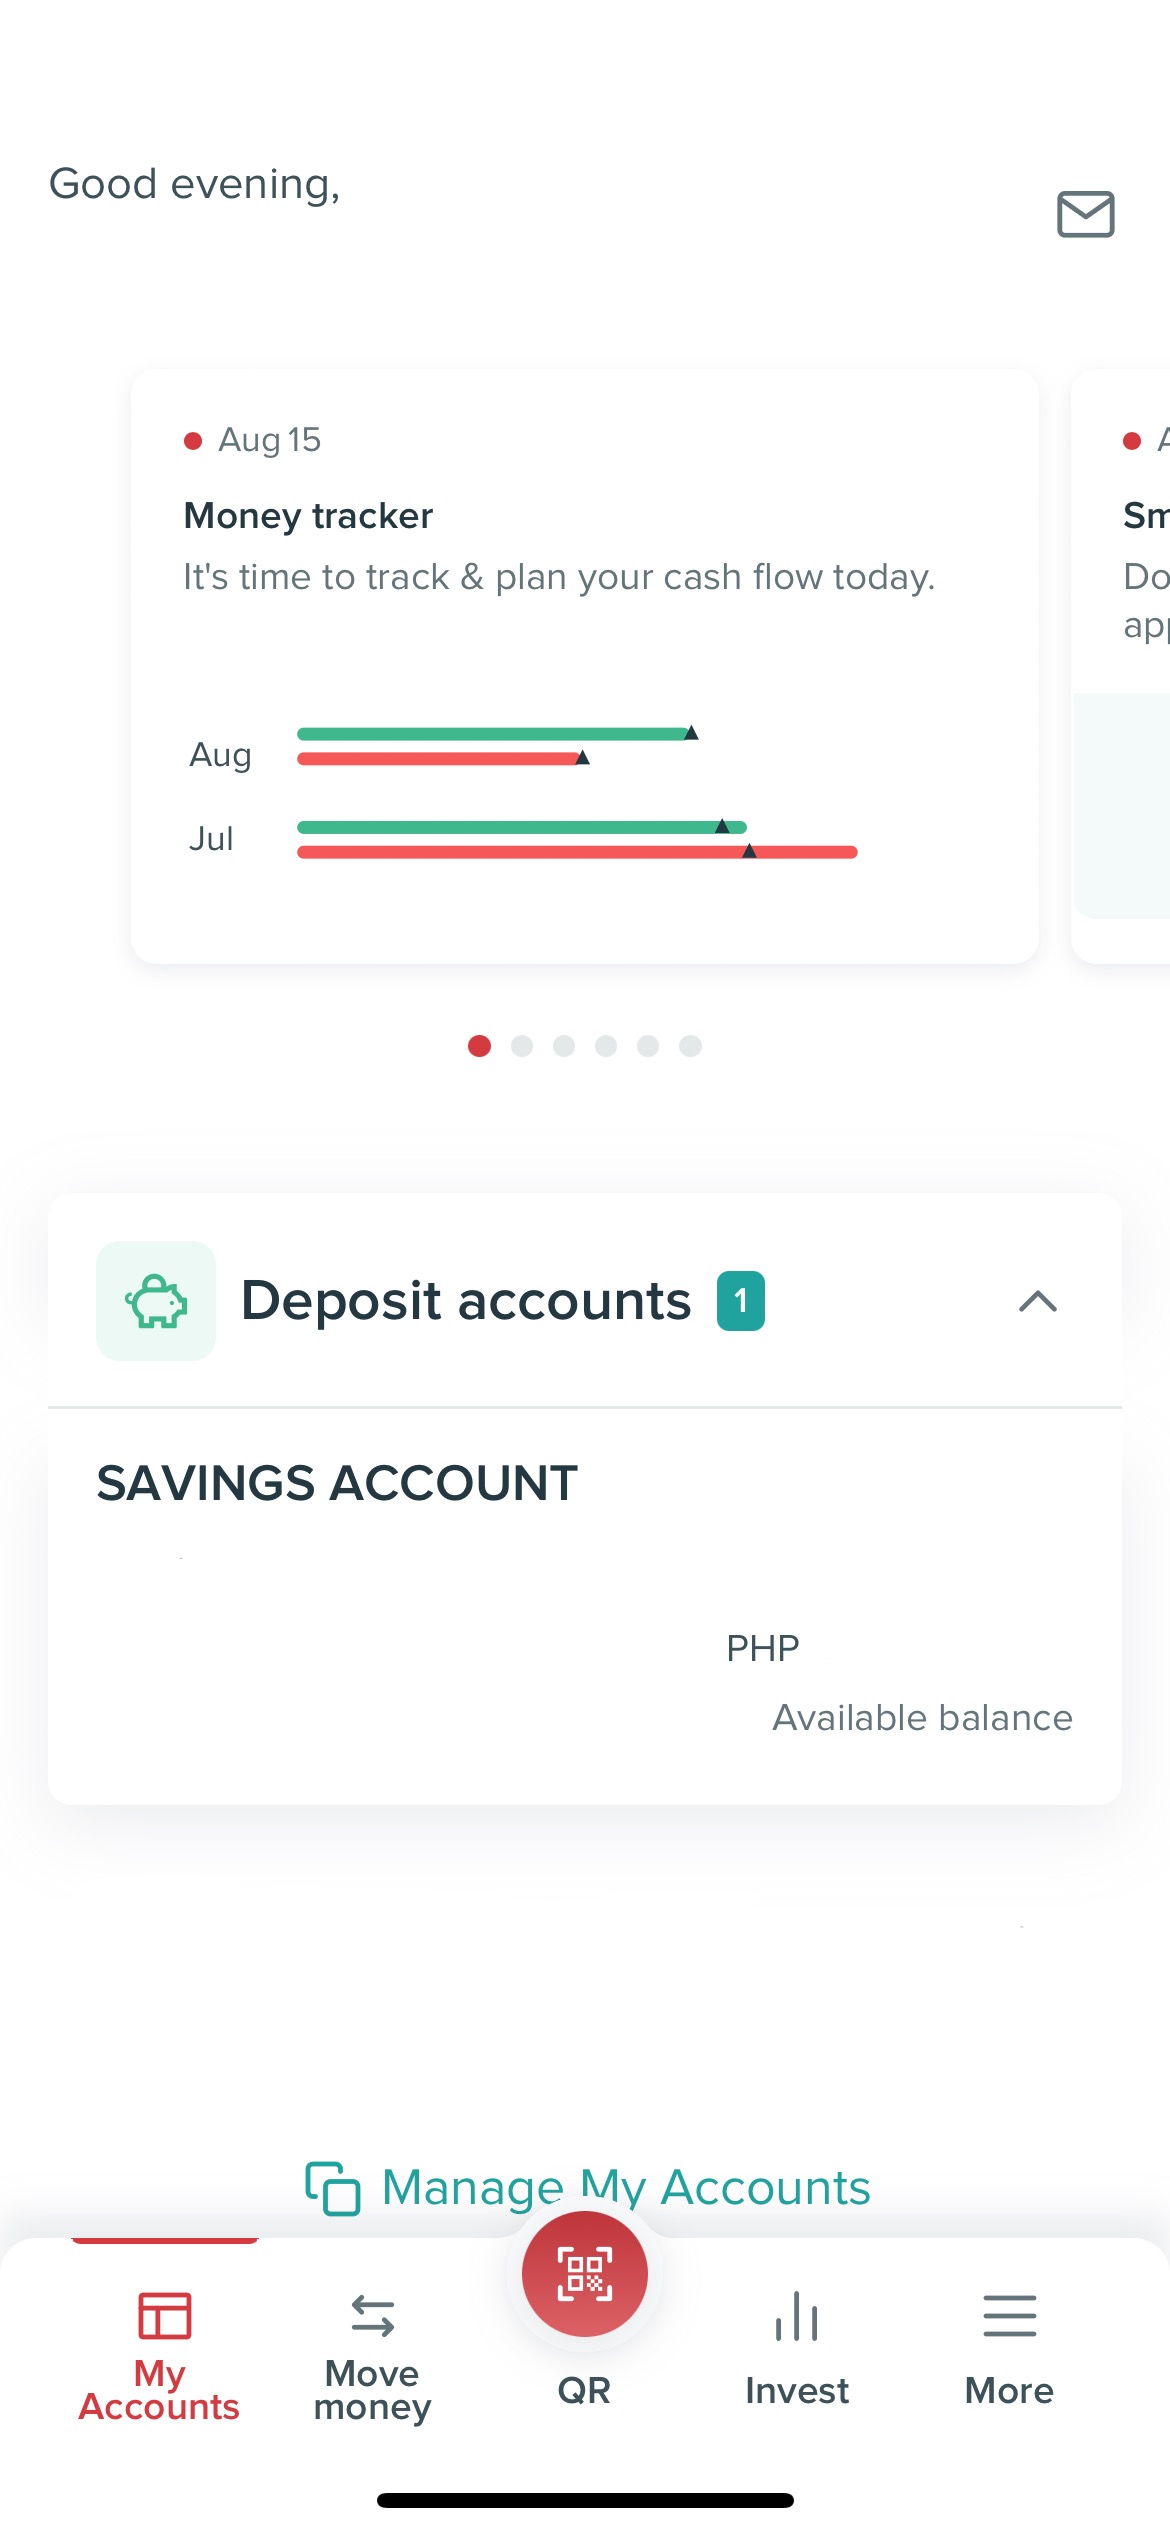 Good evening,
Aug 15
Money tracker
It's time to track & plan your cash flow today.
Aug
Jul
Sm
Do
app
Deposit accounts 1
SAVINGS ACCOUNT
PHP
Available balance
Manage My Accounts
My
Accounts
Move
money
QR
Invest
More